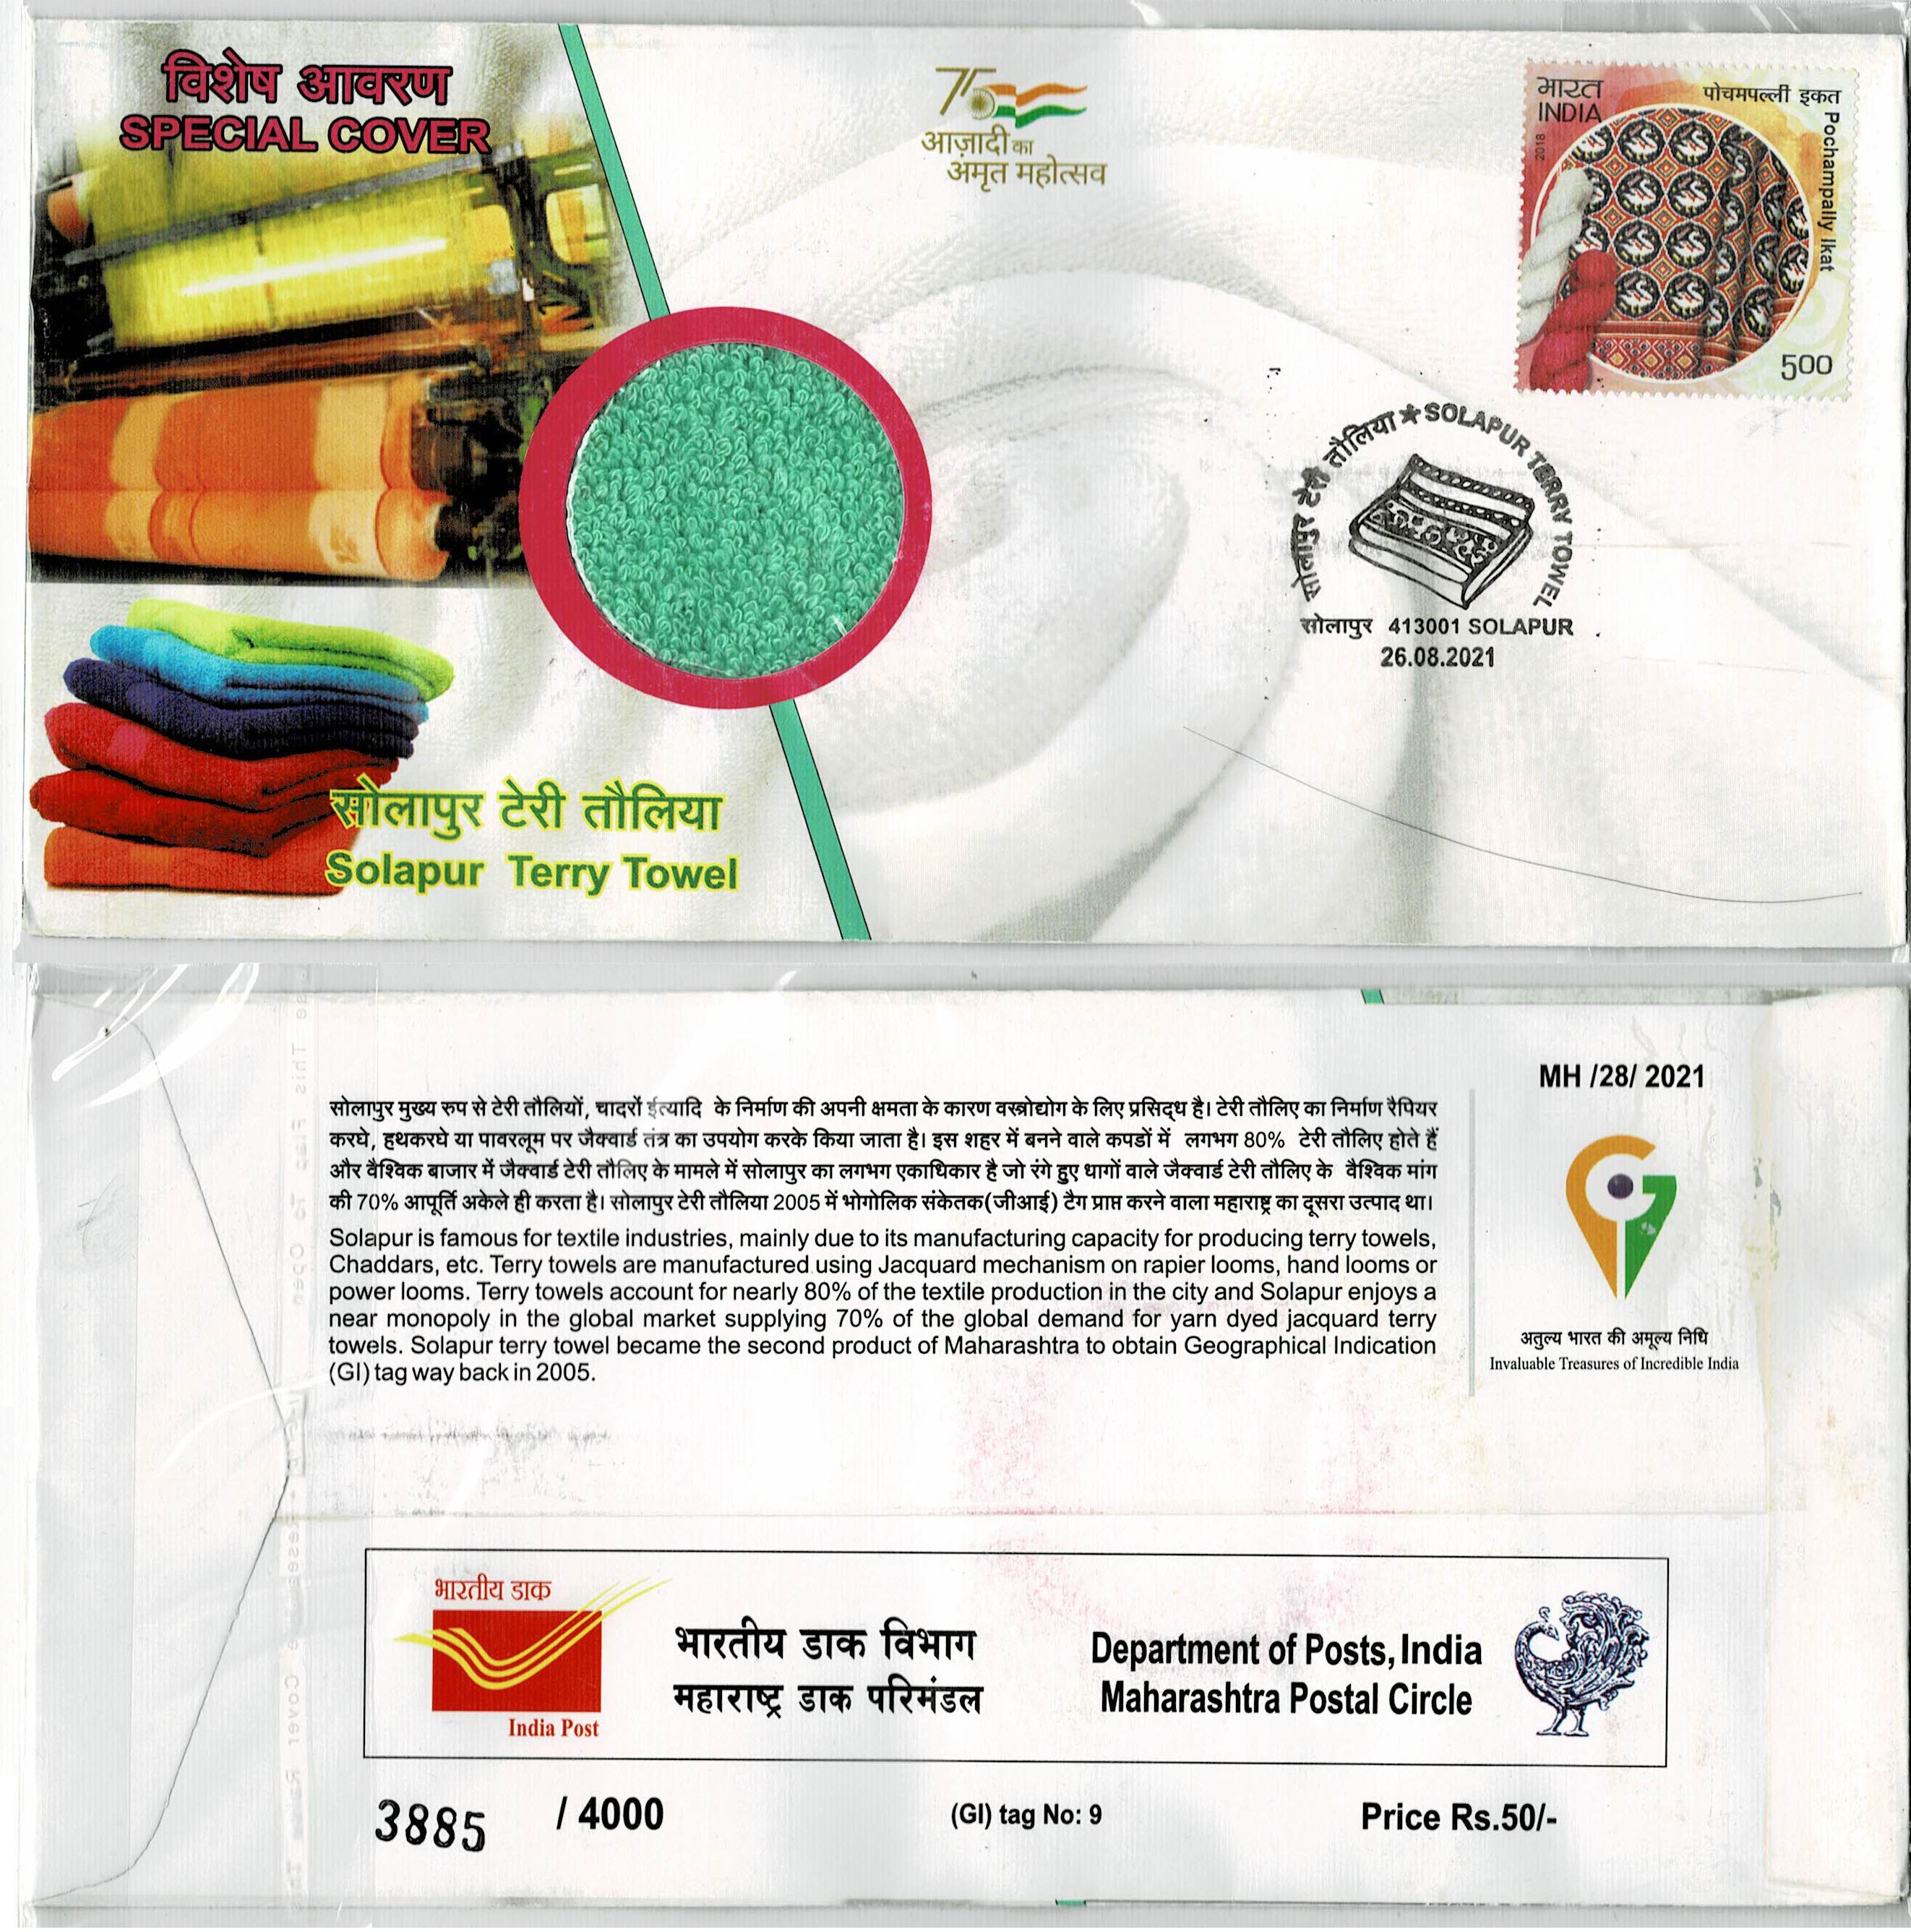 विशेष आवरण
SPECIAL COVER
75
आज़ादी का
अमृत महोत्सव
भारत
INDIA
2018
पोचमपल्ली इकत
Pochampally Ikat
500
सोलापुर टेरी तौलिया ★ SOLAPUR TERRY TOWEL
सोलापुर 413001 SOLAPUR
26.08.2021
सोलापुर टेरी तौलिया
Solapur Terry Towel
MH /28/ 2021
सोलापुर मुख्य रुप से टेरी तौलियों, चादरों ईत्यादि के निर्माण की अपनी क्षमता के कारण वस्त्रोद्योग के लिए प्रसिद्ध है। टेरी तौलिए का निर्माण रैपियर
करघे, हथकरघे या पावरलूम पर जैक्वार्ड तंत्र का उपयोग करके किया जाता है। इस शहर में बनने वाले कपडों में लगभग 80% टेरी तौलिए होते हैं
और वैश्विक बाजार में जैक्वार्ड टेरी तौलिए के मामले में सोलापुर का लगभग एकाधिकार है जो रंगे हुए धागों वाले जैक्वार्ड टेरी तौलिए के वैश्विक मांग
की 70% आपूर्ति अकेले ही करता है। सोलापुर टेरी तौलिया 2005 में भोगोलिक संकेतक(जीआई) टैग प्राप्त करने वाला महाराष्ट्र का दूसरा उत्पाद था।
Solapur is famous for textile industries, mainly due to its manufacturing capacity for producing terry towels,
Chaddars, etc. Terry towels are manufactured using Jacquard mechanism on rapier looms, hand looms or
power looms. Terry towels account for nearly 80% of the textile production in the city and Solapur enjoys a
near monopoly in the global market supplying 70% of the global demand for yarn dyed jacquard terry
towels. Solapur terry towel became the second product of Maharashtra to obtain Geographical Indication
(GI) tag way back in 2005.
अतुल्य भारत की अमूल्य निधि
Invaluable Treasures of Incredible India
भारतीय डाक
India Post
भारतीय डाक विभाग
महाराष्ट्र डाक परिमंडल
Department of Posts, India
Maharashtra Postal Circle
3885 / 4000
(GI) tag No: 9
Price Rs.50/-